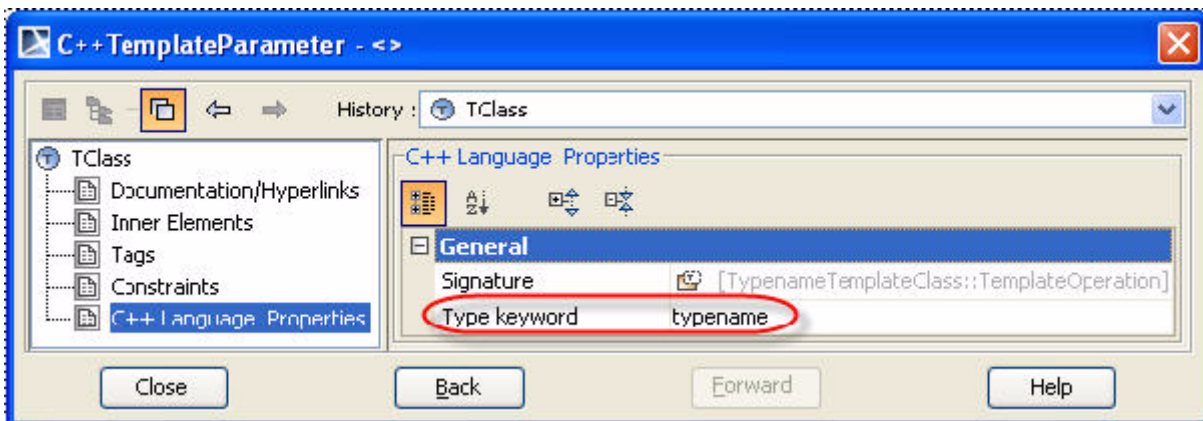 C++TemplateParameter - <>
History : TClass
TClass
Documentation/Hyperlinks
Inner Elements
Tags
Constraints
C++ Language Properties
C++ Language Properties
General
Signature [TypenameTemplateClass::TemplateOperation]
Type keyword typename
Close Back Forward Help